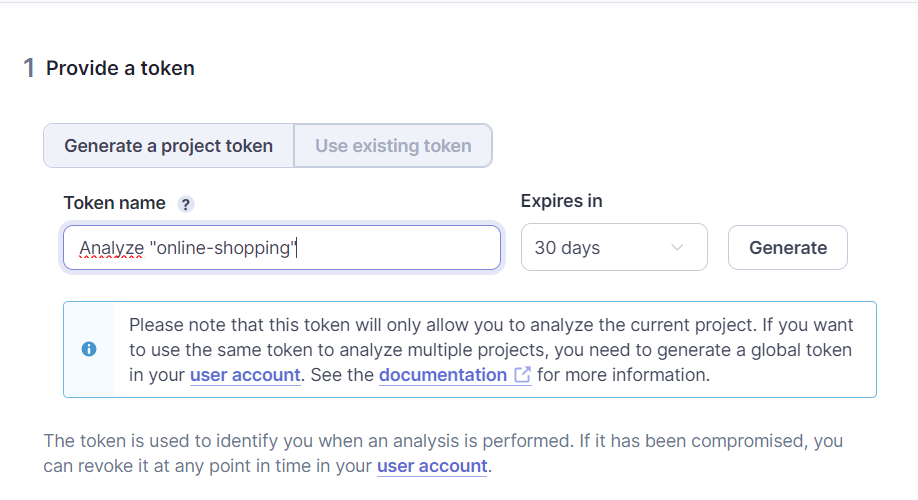 1 Provide a token
Generate a project token Use existing token
Token name ? Expires in
Analyze "online-shopping" 30 days Generate
Please note that this token will only allow you to analyze the current project. If you want
to use the same token to analyze multiple projects, you need to generate a global token
in your user account. See the documentation for more information.
The token is used to identify you when an analysis is performed. If it has been compromised, you
can revoke it at any point in time in your user account.